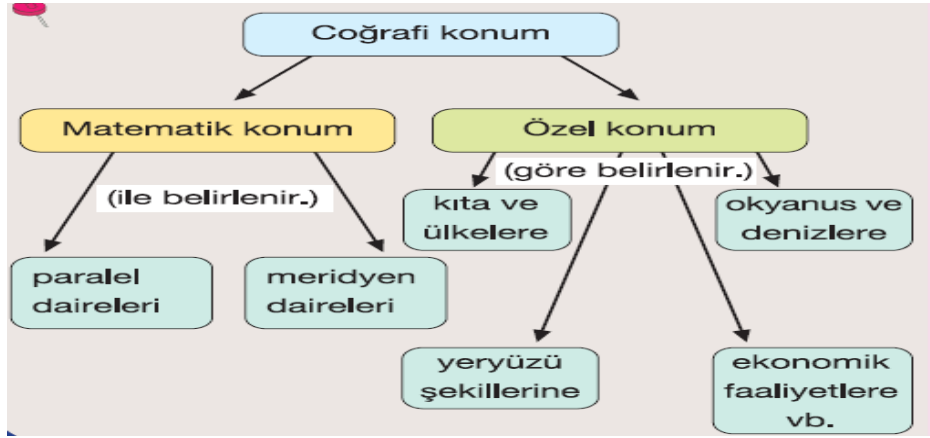 Coğrafi konum
Matematik konum
Özel konum
(ile belirlenir.)
(göre belirlenir.)
paralel
daireleri
meridyen
daireleri
kıta ve
ülkelere
okyanus ve
denizlere
yeryüzü
şekillerine
ekonomik
faaliyetlere
vb.